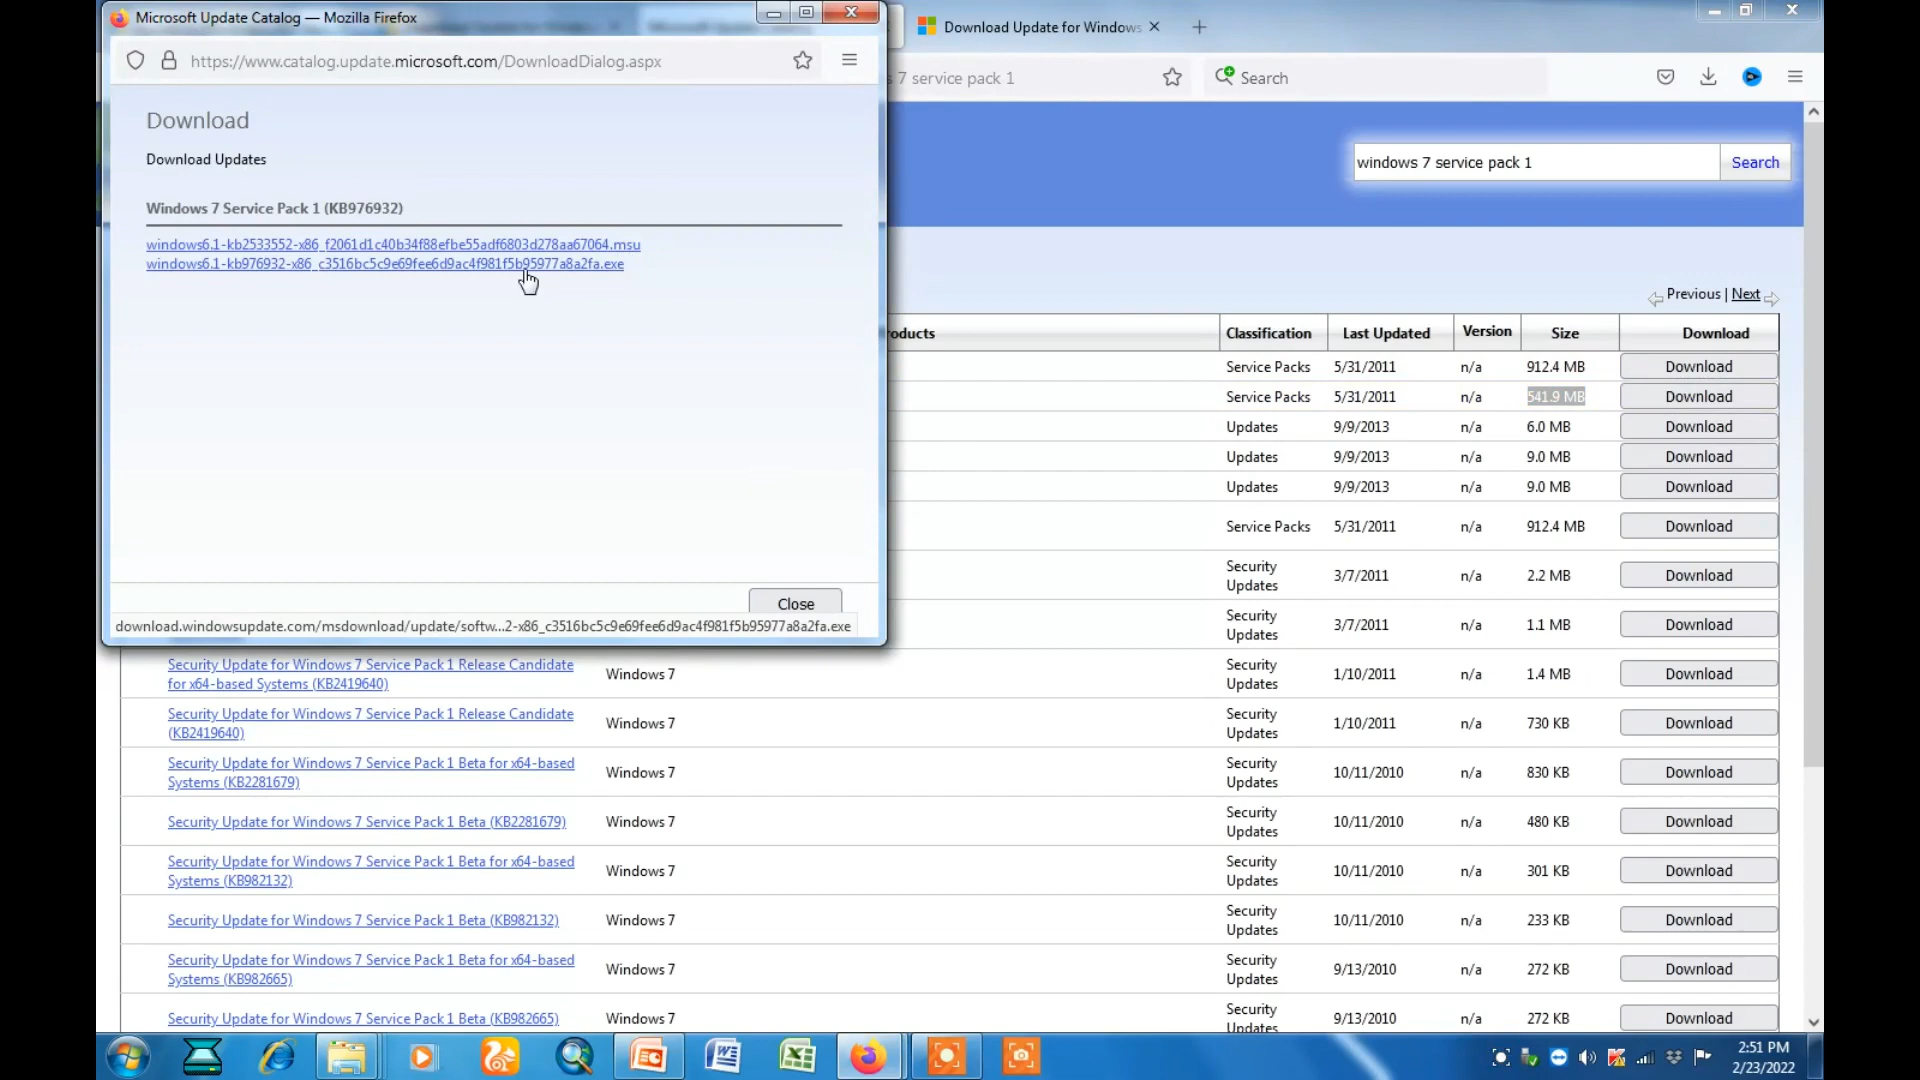 Microsoft Update Catalog — Mozilla Firefox
https://www.catalog.update.microsoft.com/DownloadDialog.aspx
Download
Download Updates
Windows 7 Service Pack 1 (KB976932)
windows6.1-kb2533552-x86_f2061d1c40b34f88efbe55adf6803d278aa67064.msu
windows6.1-kb976932-x86_c3516bc5c9e69fee6d9ac4f981f5b95977a8a2fa.exe
Close
download.windowsupdate.com/msdownload/update/softw...2-x86_c3516bc5c9e69fee6d9ac4f981f5b95977a8a2fa.exe
Download Update for Windows
7 service pack 1
Search
windows 7 service pack 1 Search
Previous | Next
oducts Classification Last Updated Version Size Download
Service Packs 5/31/2011 n/a 912.4 MB Download
Service Packs 5/31/2011 n/a 541.9 MB Download
Updates 9/9/2013 n/a 6.0 MB Download
Updates 9/9/2013 n/a 9.0 MB Download
Updates 9/9/2013 n/a 9.0 MB Download
Service Packs 5/31/2011 n/a 912.4 MB Download
Security
Updates 3/7/2011 n/a 2.2 MB Download
Security
Updates 3/7/2011 n/a 1.1 MB Download
Security Update for Windows 7 Service Pack 1 Release Candidate
for x64-based Systems (KB2419640) Windows 7 Security
Updates 1/10/2011 n/a 1.4 MB Download
Security Update for Windows 7 Service Pack 1 Release Candidate
(KB2419640) Windows 7 Security
Updates 1/10/2011 n/a 730 KB Download
Security Update for Windows 7 Service Pack 1 Beta for x64-based
Systems (KB2281679) Windows 7 Security
Updates 10/11/2010 n/a 830 KB Download
Security Update for Windows 7 Service Pack 1 Beta (KB2281679) Windows 7 Security
Updates 10/11/2010 n/a 480 KB Download
Security Update for Windows 7 Service Pack 1 Beta for x64-based
Systems (KB982132) Windows 7 Security
Updates 10/11/2010 n/a 301 KB Download
Security Update for Windows 7 Service Pack 1 Beta (KB982132) Windows 7 Security
Updates 10/11/2010 n/a 233 KB Download
Security Update for Windows 7 Service Pack 1 Beta for x64-based
Systems (KB982665) Windows 7 Security
Updates 9/13/2010 n/a 272 KB Download
Security Update for Windows 7 Service Pack 1 Beta (KB982665) Windows 7 Security
Updates 9/13/2010 n/a 272 KB Download
2:51 PM
2/23/2022